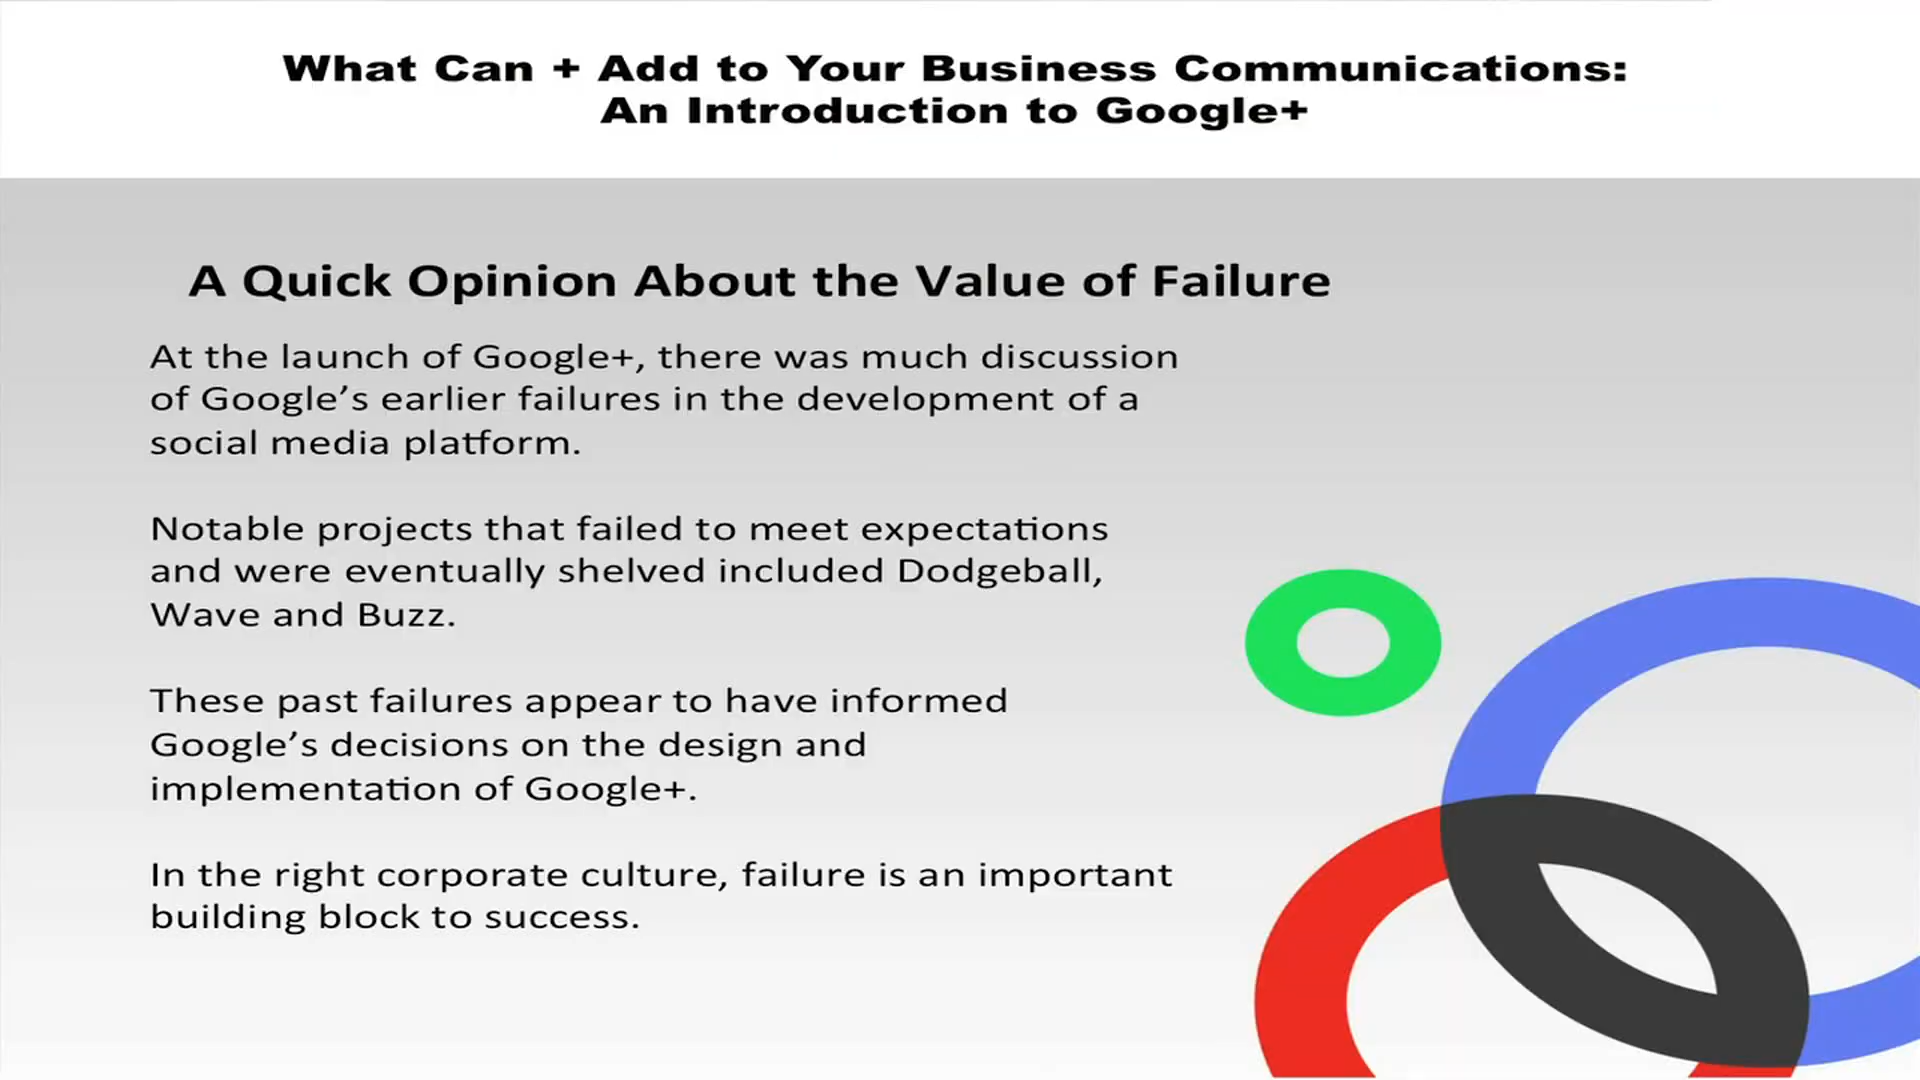 What Can + Add to Your Business Communications:
An Introduction to Google+
A Quick Opinion About the Value of Failure
At the launch of Google+, there was much discussion
of Google’s earlier failures in the development of a
social media platform.
Notable projects that failed to meet expectations
and were eventually shelved included Dodgeball,
Wave and Buzz.
These past failures appear to have informed
Google’s decisions on the design and
implementation of Google+.
In the right corporate culture, failure is an important
building block to success.